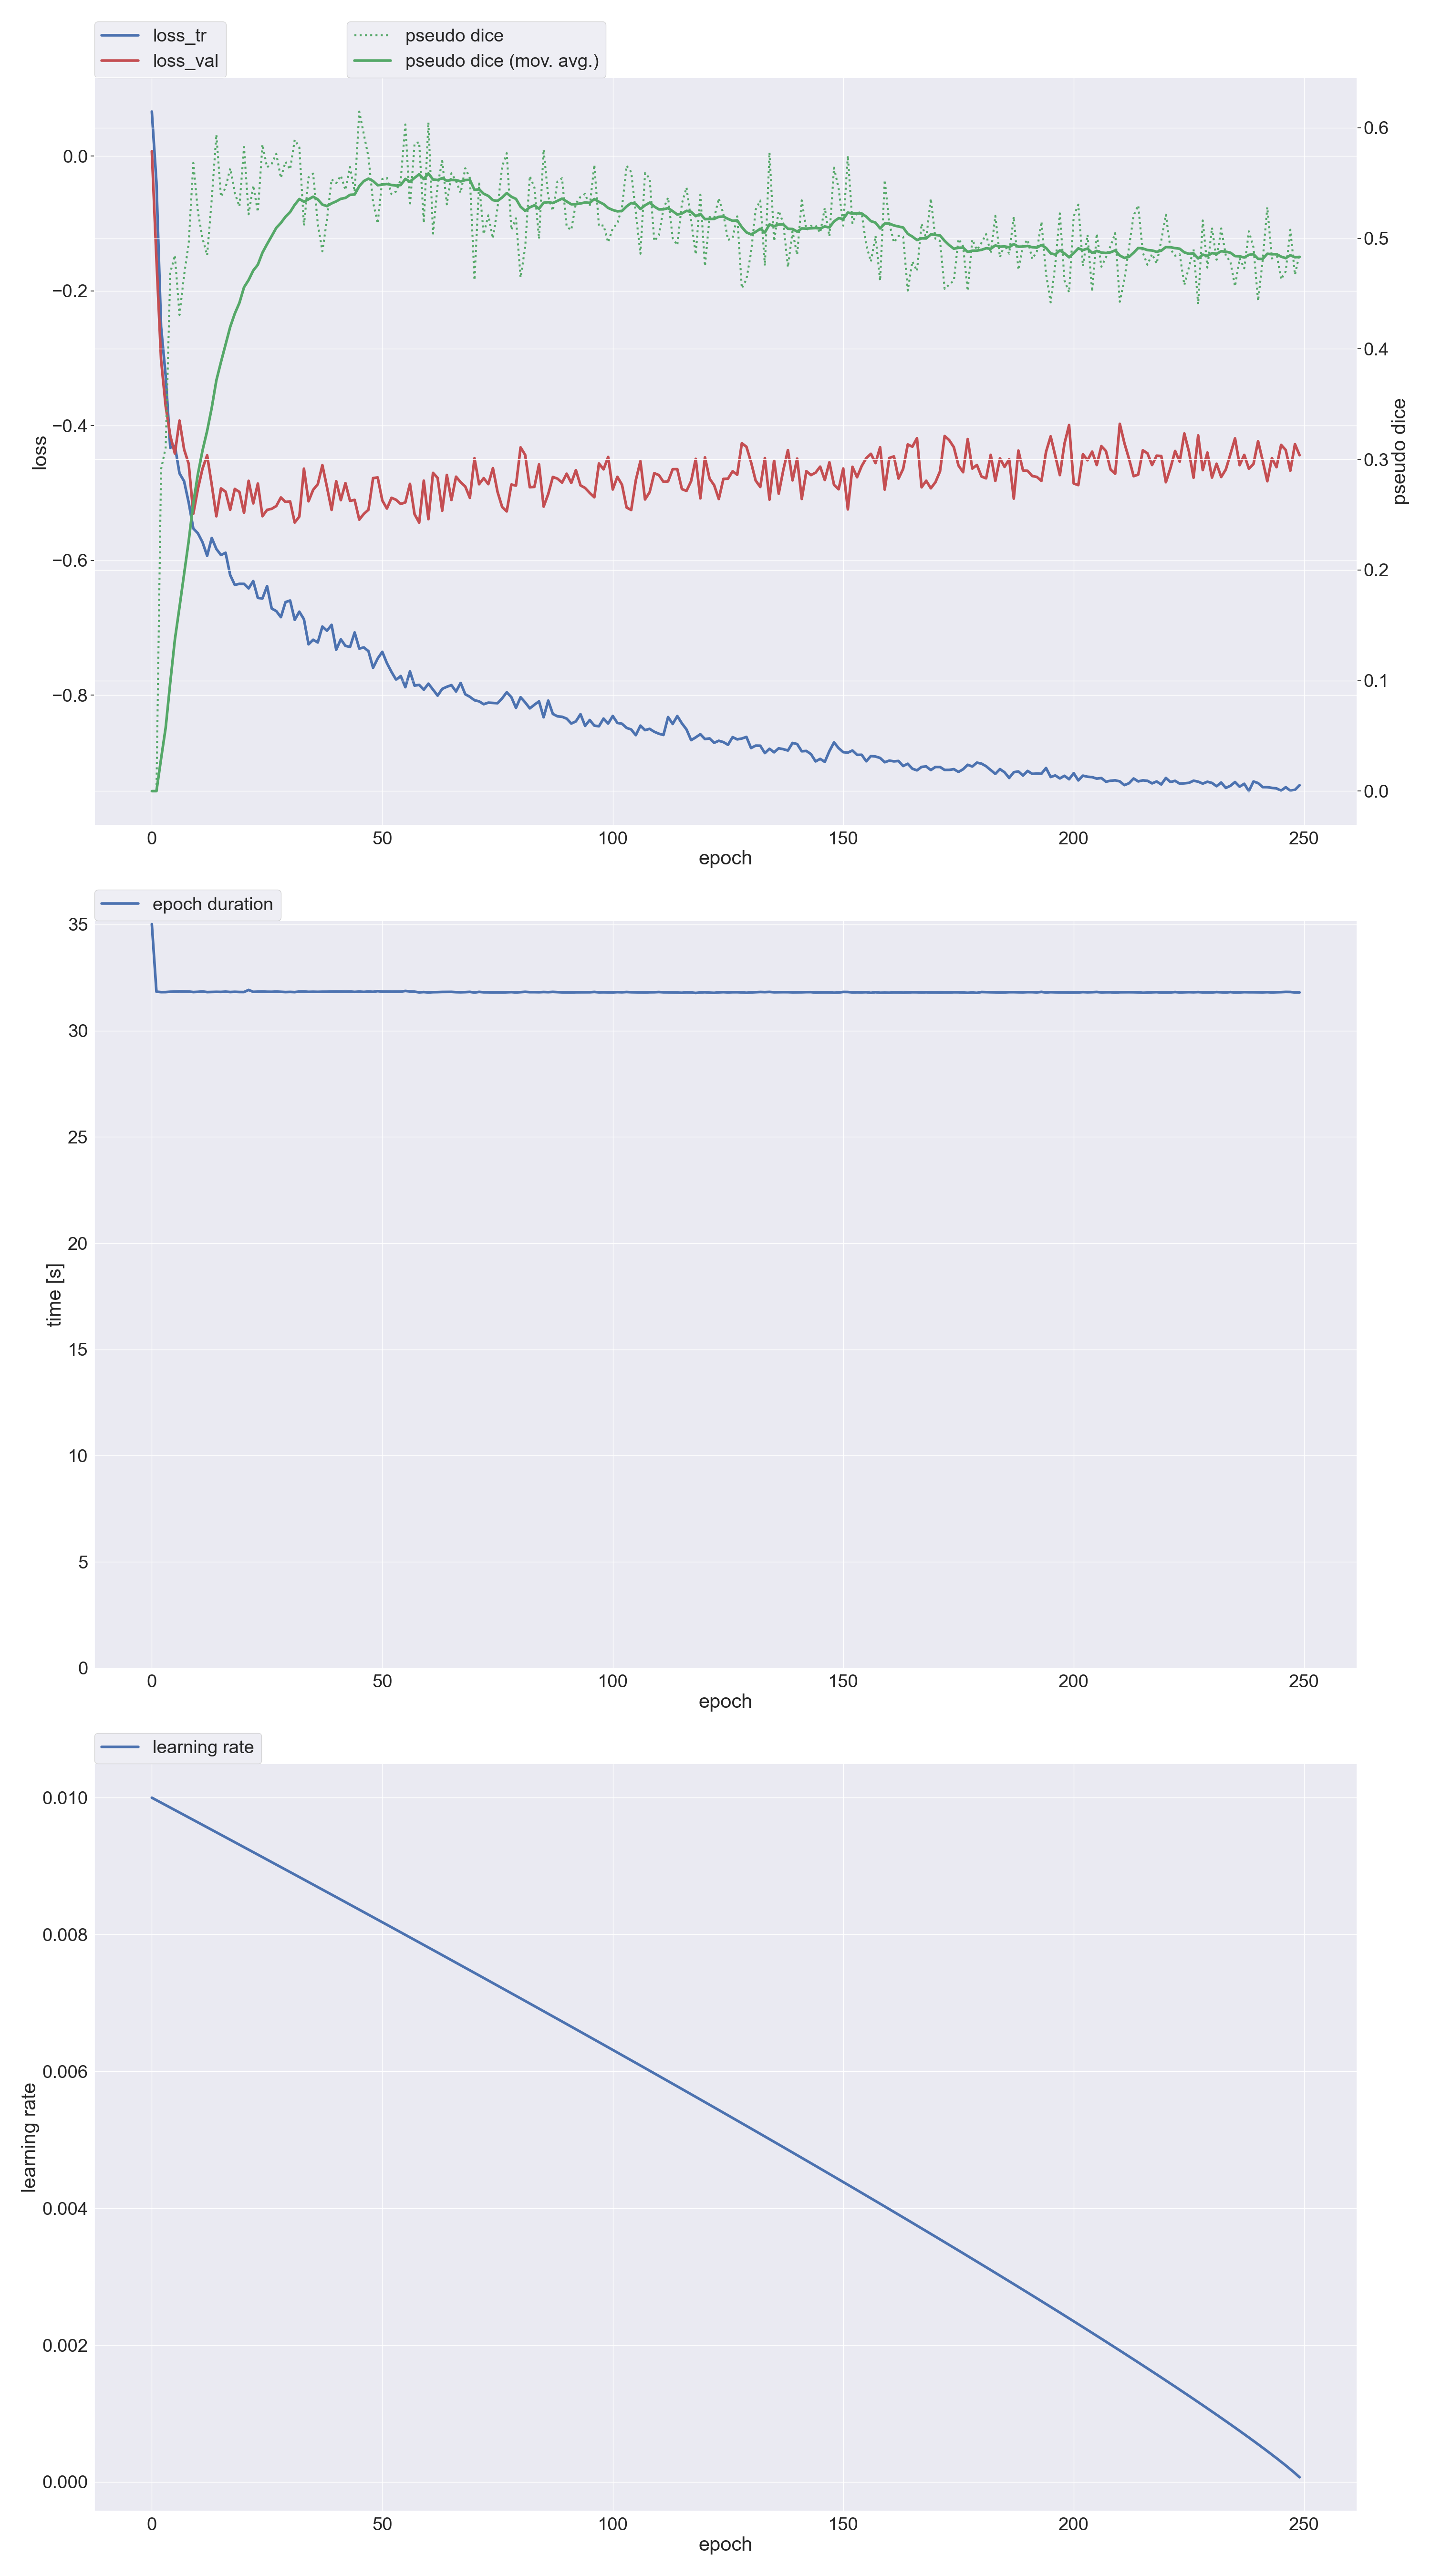 loss_tr
loss_val
pseudo dice
pseudo dice (mov. avg.)
0.0
−0.2
−0.4
−0.6
−0.8
loss
0.6
0.5
0.4
0.3
0.2
0.1
0.0
pseudo dice
0 50 100 150 200 250
epoch
epoch duration
35
30
25
20
15
10
5
0
time [s]
0 50 100 150 200 250
epoch
learning rate
0.010
0.008
0.006
0.004
0.002
0.000
learning rate
0 50 100 150 200 250
epoch